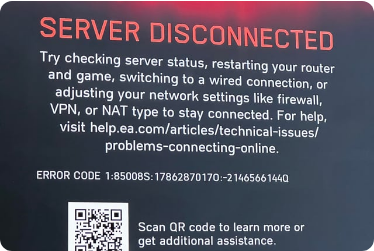 SERVER DISCONNECTED
Try checking server status, restarting your router
and game, switching to a wired connection, or
adjusting your network settings like firewall,
VPN, or NAT type to stay connected. For help,
visit help.ea.com/articles/technical-issues/
problems-connecting-online.
ERROR CODE 1:85008S:1786287017O:-2146566144Q
Scan QR code to learn more or
get additional assistance.